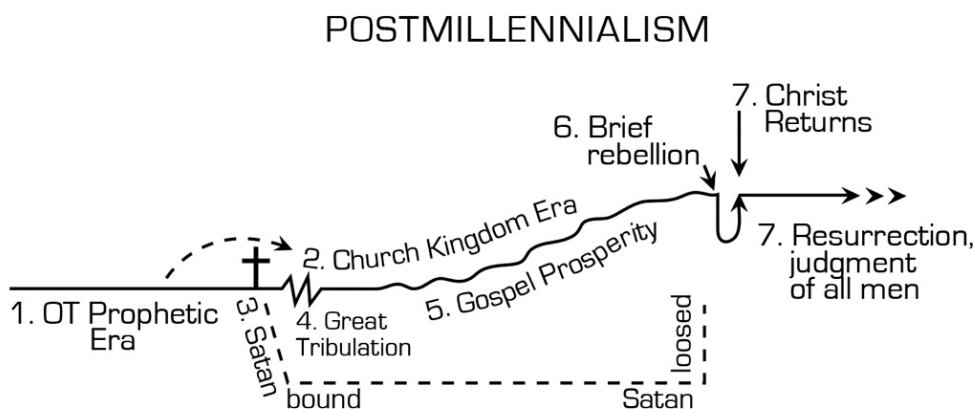 POSTMILLENNIALISM
1. OT Prophetic
Era
2. Church Kingdom Era
3. Satan
bound
4. Great
Tribulation
5. Gospel Prosperity
Satan
loosed
6. Brief
rebellion
7. Christ
Returns
7. Resurrection,
judgment
of all men